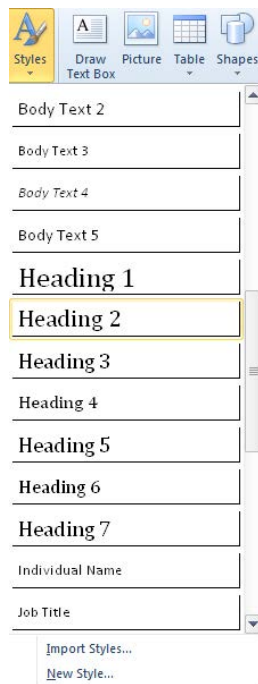 Styles
Draw Text Box
Picture
Table
Shapes
Body Text 2
Body Text 3
Body Text 4
Body Text 5
Heading 1
Heading 2
Heading 3
Heading 4
Heading 5
Heading 6
Heading 7
Individual Name
Job Title
Import Styles...
New Style...